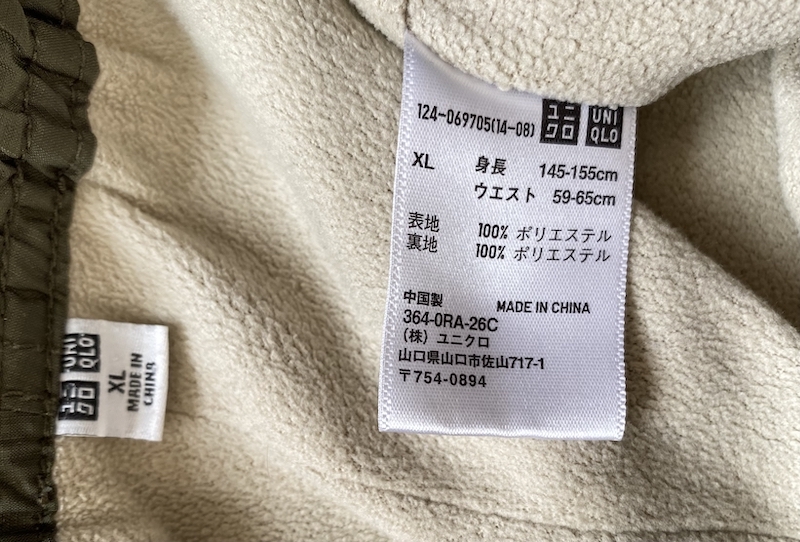 124-069705(14-08)
ユニ
クロ
UNI
QLO
XL 身長 145-155cm
ウエスト 59-65cm
表地 100% ポリエステル
裏地 100% ポリエステル
中国製 MADE IN CHINA
364-0RA-26C
(株) ユニクロ
山口県山口市佐山717-1
〒754-0894
UNI
QLO
ユニ
クロ
XL
MADE IN
CHINA